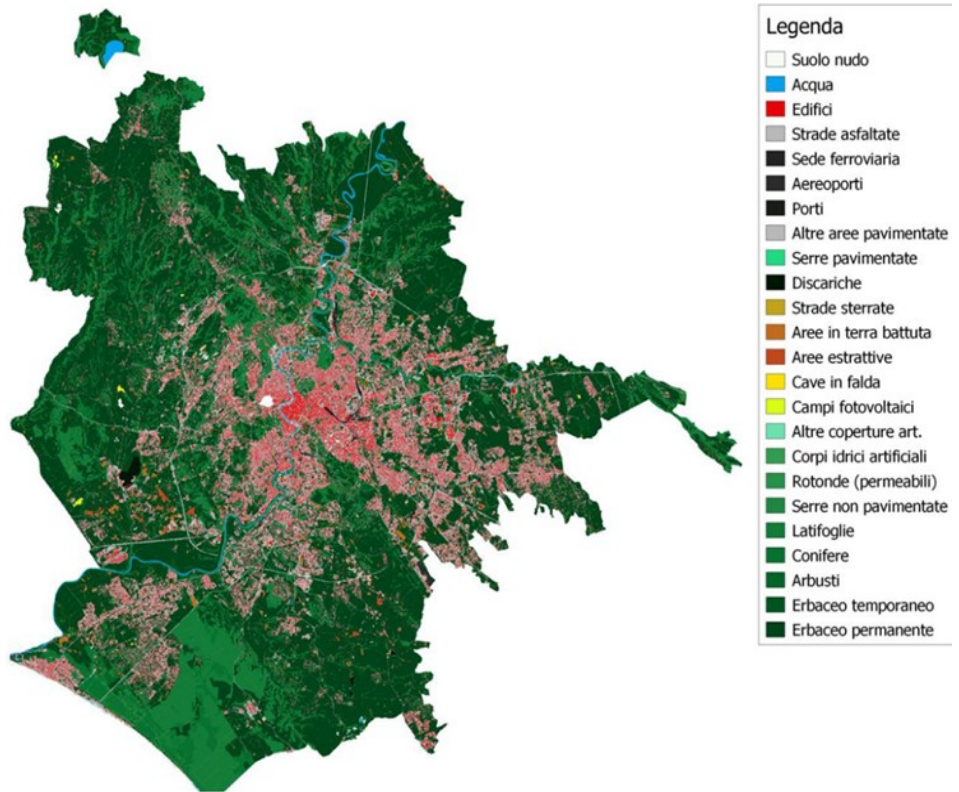 Legenda
Suolo nudo
Acqua
Edifici
Strade asfaltate
Sede ferroviaria
Aereoporti
Porti
Altre aree pavimentate
Serre pavimentate
Discariche
Strade sterrate
Aree in terra battuta
Aree estrattive
Cave in falda
Campi fotovoltaici
Altre coperture art.
Corpi idrici artificiali
Rotonde (permeabili)
Serre non pavimentate
Latifoglie
Conifere
Arbusti
Erbaceo temporaneo
Erbaceo permanente